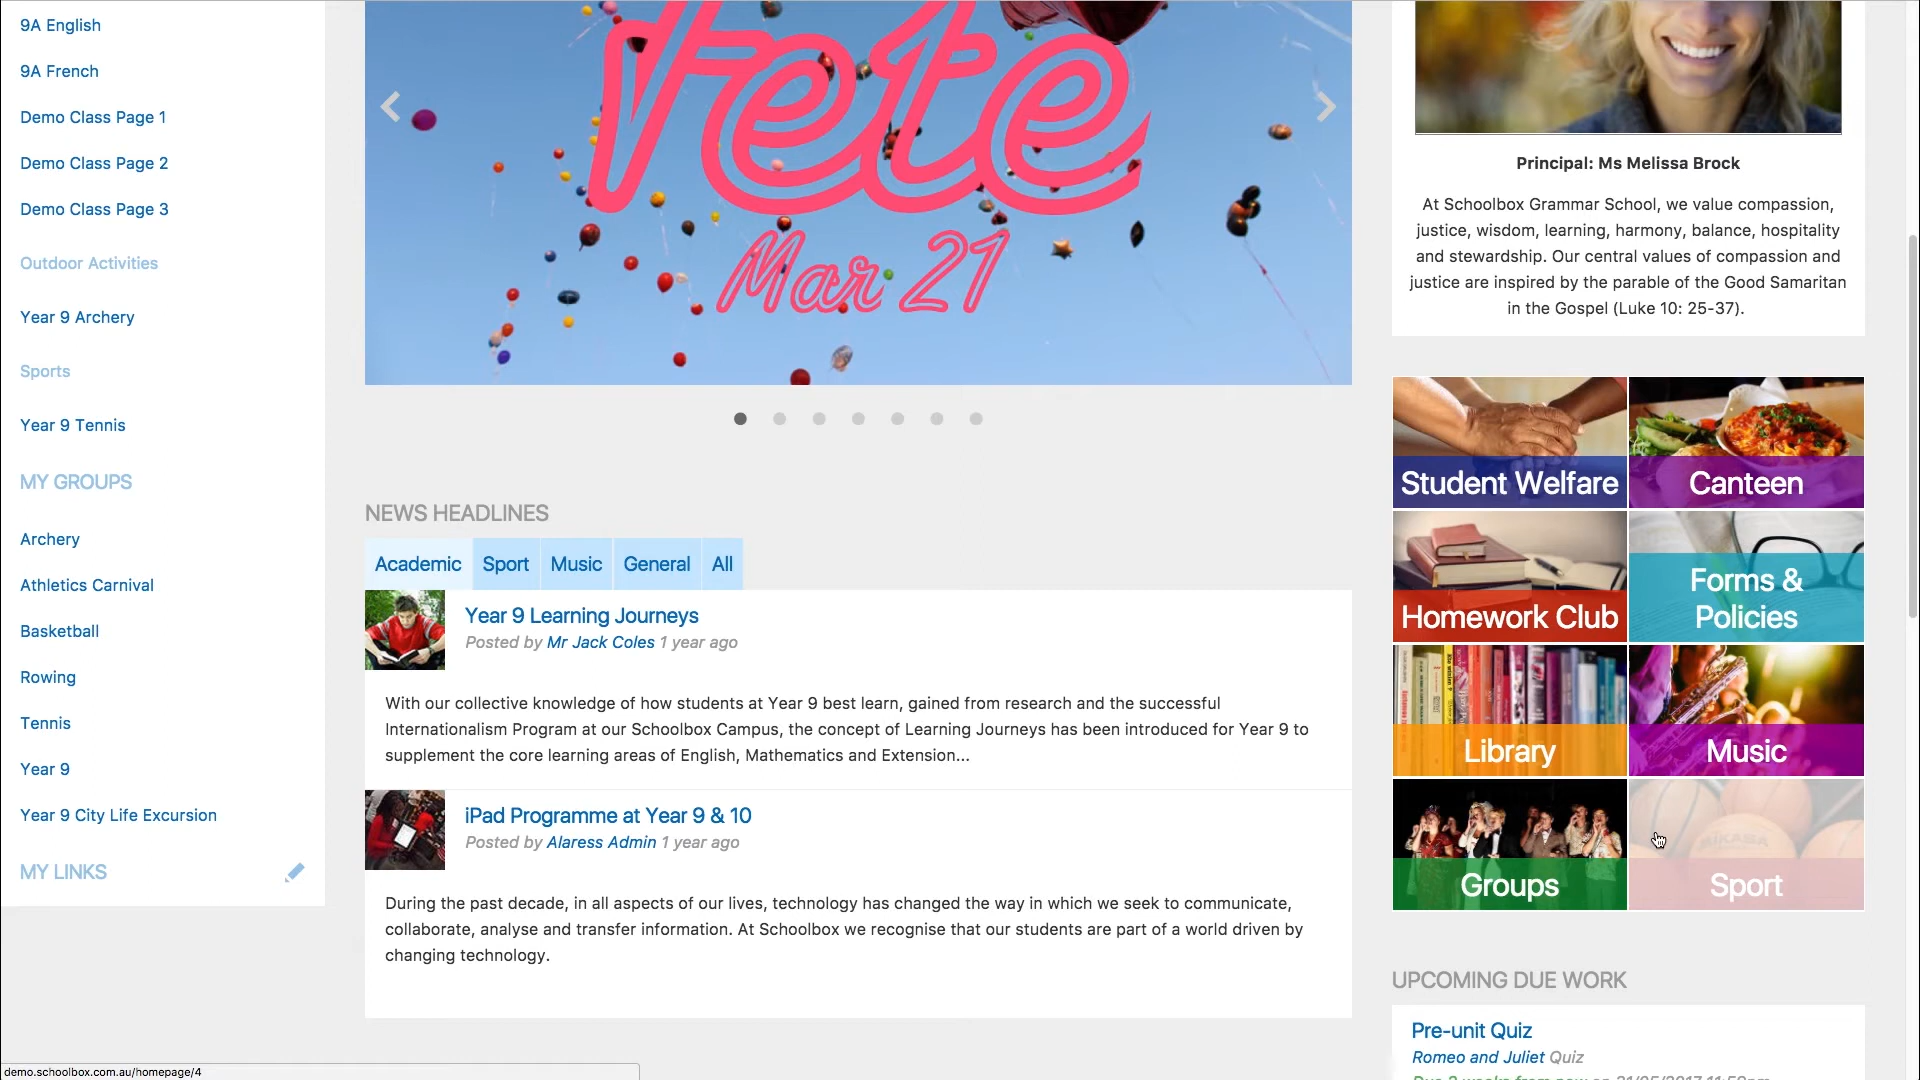 9A English
9A French
Demo Class Page 1
Demo Class Page 2
Demo Class Page 3
Outdoor Activities
Year 9 Archery
Sports
Year 9 Tennis
MY GROUPS
Archery
Athletics Carnival
Basketball
Rowing
Tennis
Year 9
Year 9 City Life Excursion
MY LINKS
fete
Mar 21
NEWS HEADLINES
Academic Sport Music General All
Year 9 Learning Journeys
Posted by Mr Jack Coles 1 year ago
With our collective knowledge of how students at Year 9 best learn, gained from research and the successful
Internationalism Program at our Schoolbox Campus, the concept of Learning Journeys has been introduced for Year 9 to
supplement the core learning areas of English, Mathematics and Extension...
iPad Programme at Year 9 & 10
Posted by Alaress Admin 1 year ago
During the past decade, in all aspects of our lives, technology has changed the way in which we seek to communicate,
collaborate, analyse and transfer information. At Schoolbox we recognise that our students are part of a world driven by
changing technology.
Principal: Ms Melissa Brock
At Schoolbox Grammar School, we value compassion,
justice, wisdom, learning, harmony, balance, hospitality
and stewardship. Our central values of compassion and
justice are inspired by the parable of the Good Samaritan
in the Gospel (Luke 10: 25-37).
Student Welfare
Canteen
Homework Club
Forms &
Policies
Library
Music
Groups
MIKASA
Sport
UPCOMING DUE WORK
Pre-unit Quiz
Romeo and Juliet Quiz
demo.schoolbox.com.au/homepage/4